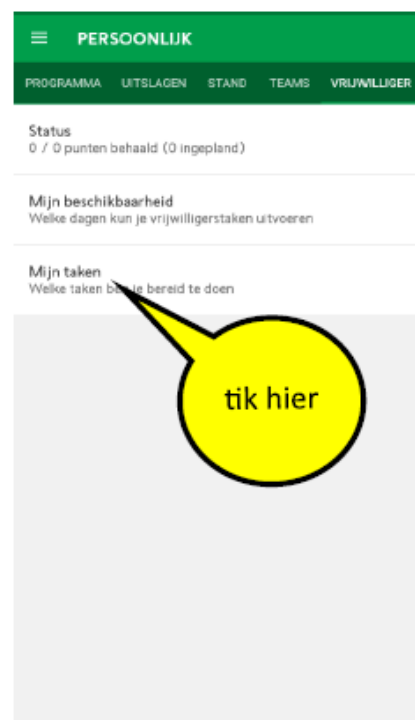 PERSOONLIJK
PROGRAMMA UITSLAGEN STAND TEAMS VRIJWILLIGER
Status
0 / 0 punten behaald (0 ingepland)
Mijn beschikbaarheid
Welke dagen kun je vrijwilligerstaken uitvoeren
Mijn taken
Welke taken ben je bereid te doen
tik hier